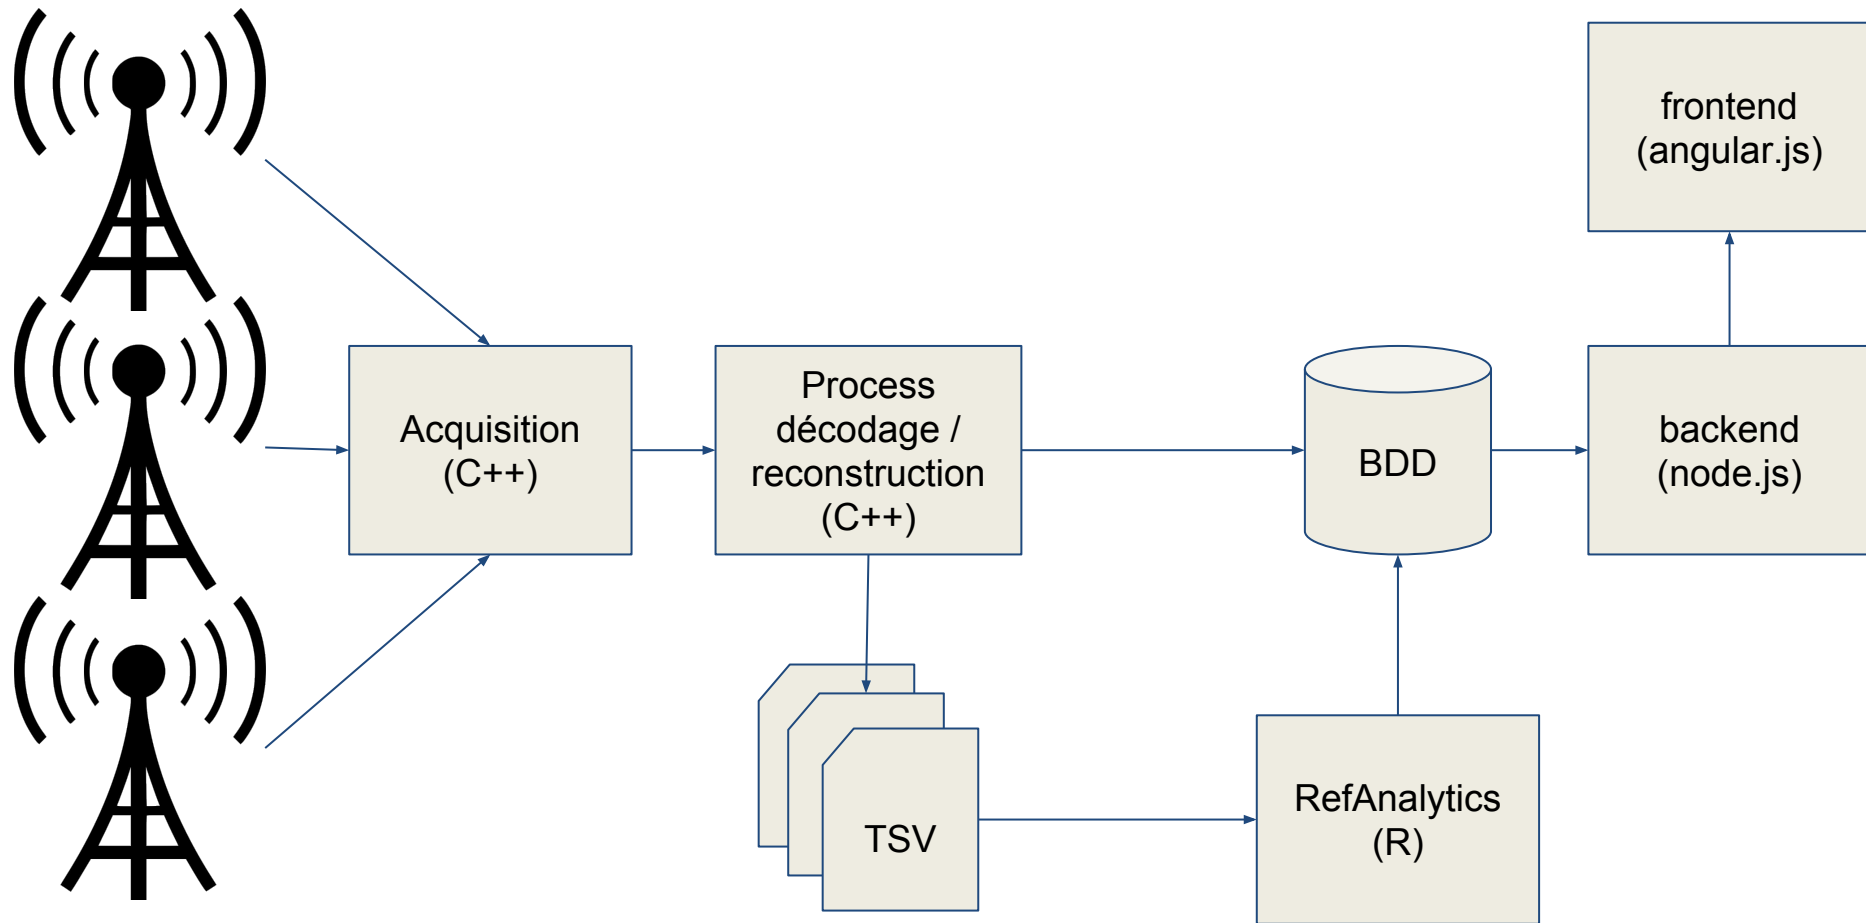 frontend
(angular.js)
Acquisition
(C++)
Process
décodage /
reconstruction
(C++)
BDD
backend
(node.js)
TSV
RefAnalytics
(R)